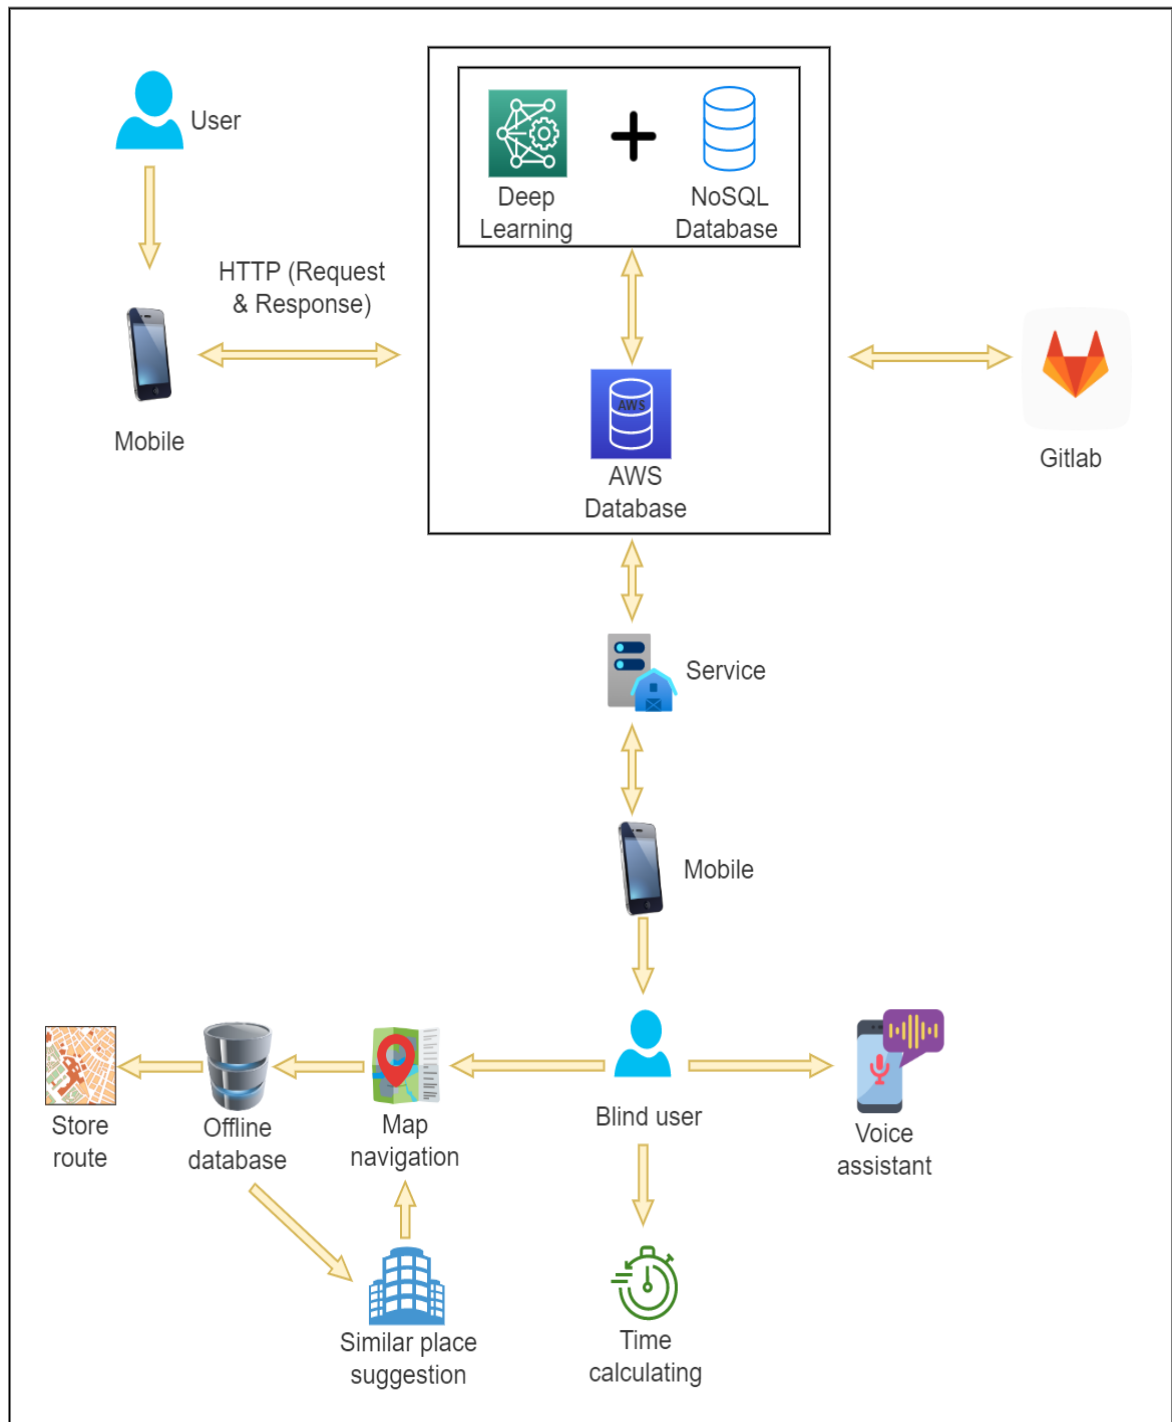 User
Deep
Learning
NoSQL
Database
HTTP (Request
& Response)
Mobile
AWS
AWS
Database
Gitlab
Service
Mobile
Blind user
Store
route
Offline
database
Map
navigation
Voice
assistant
Similar place
suggestion
Time
calculating